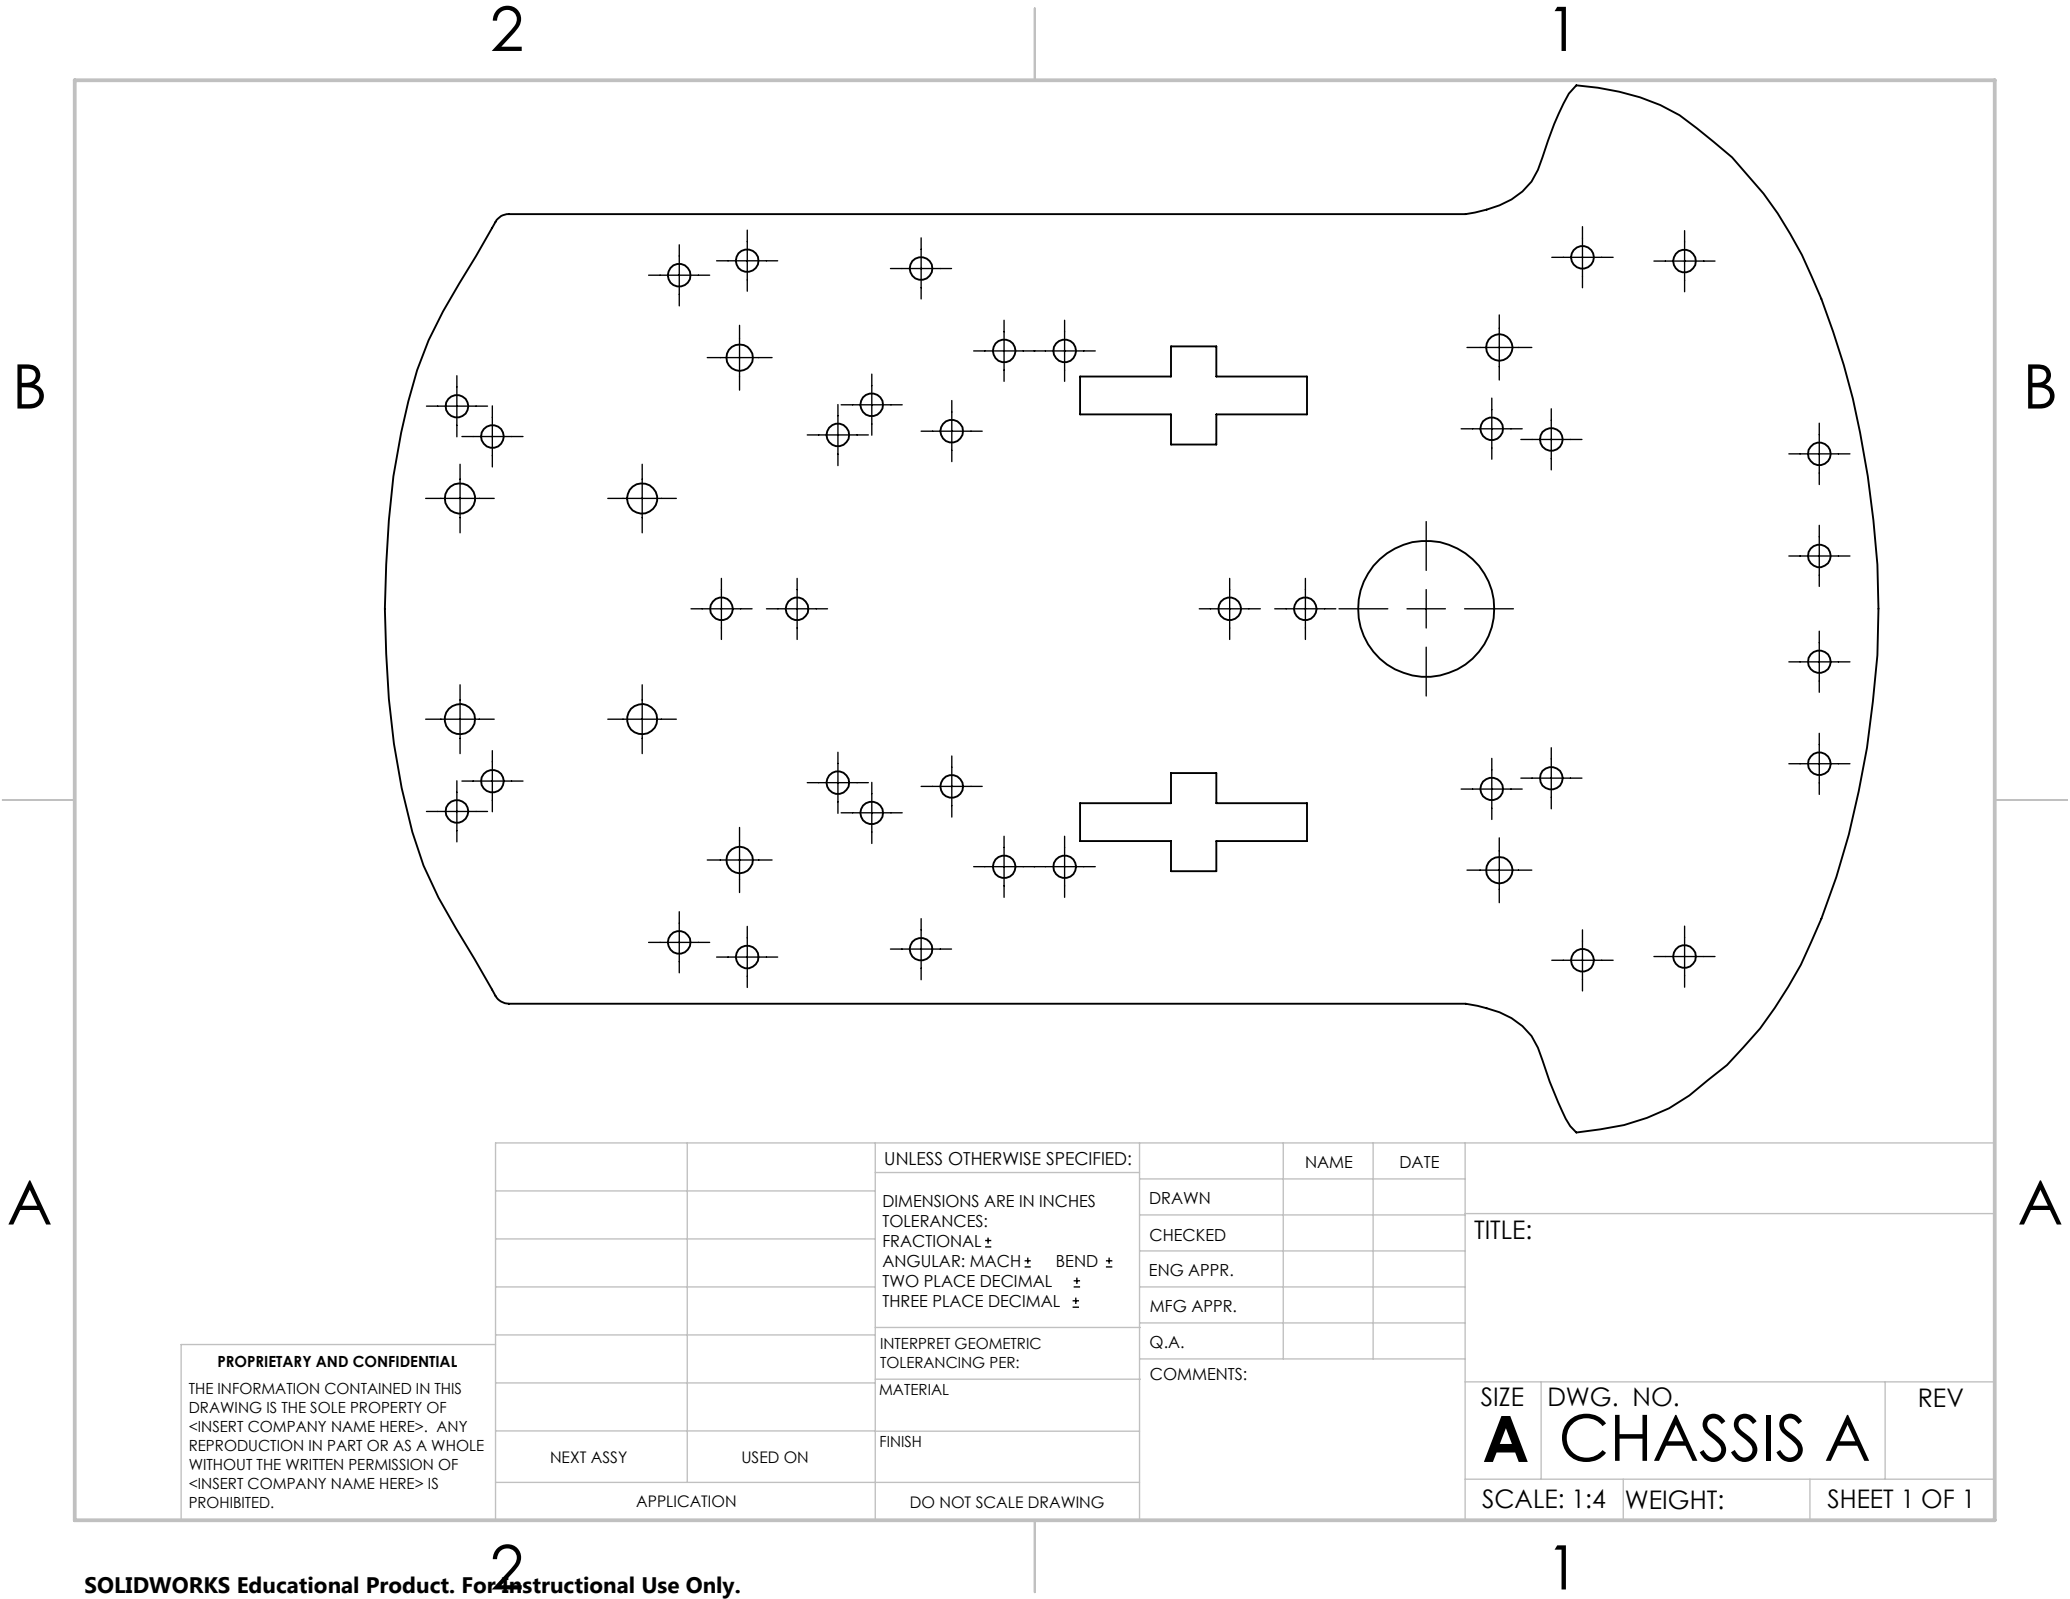 2 1
B B
A A
UNLESS OTHERWISE SPECIFIED:
DIMENSIONS ARE IN INCHES
TOLERANCES:
FRACTIONAL ±
ANGULAR: MACH ± BEND ±
TWO PLACE DECIMAL ±
THREE PLACE DECIMAL ±
INTERPRET GEOMETRIC
TOLERANCING PER:
MATERIAL
FINISH
DO NOT SCALE DRAWING
NAME DATE
DRAWN
CHECKED
ENG APPR.
MFG APPR.
Q.A.
COMMENTS:
TITLE:
SIZE DWG. NO. REV
A CHASSIS A
SCALE: 1:4 WEIGHT: SHEET 1 OF 1
PROPRIETARY AND CONFIDENTIAL
THE INFORMATION CONTAINED IN THIS
DRAWING IS THE SOLE PROPERTY OF
<INSERT COMPANY NAME HERE>. ANY
REPRODUCTION IN PART OR AS A WHOLE
WITHOUT THE WRITTEN PERMISSION OF
<INSERT COMPANY NAME HERE> IS
PROHIBITED.
NEXT ASSY USED ON
APPLICATION
2 1
SOLIDWORKS Educational Product. For Instructional Use Only.